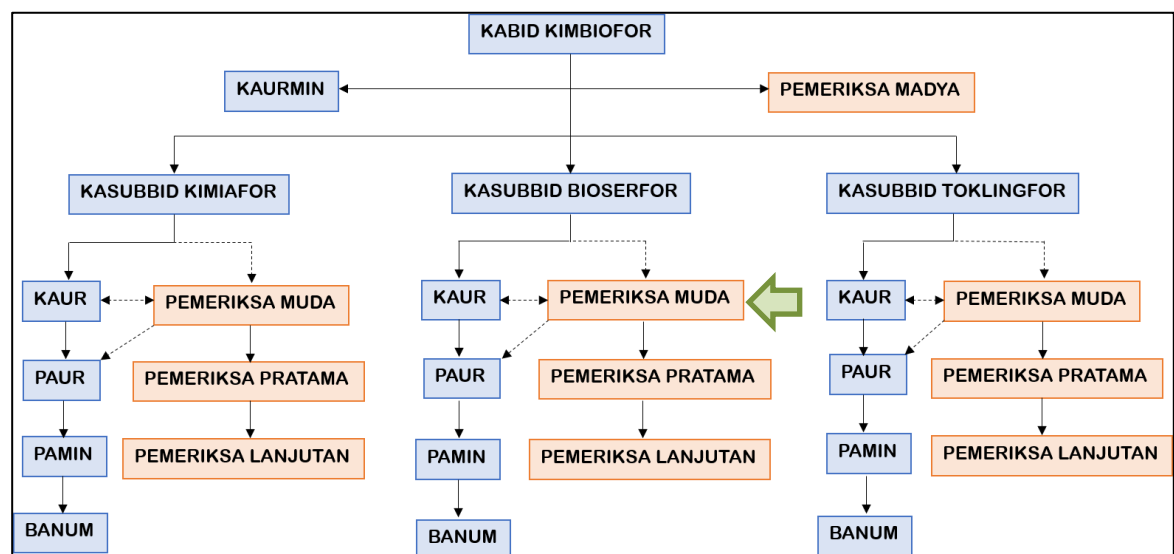 KABID KIMBIOFOR
KAURMIN
PEMERIKSA MADYA
KASUBBID KIMIAFOR
KASUBBID BIOSERFOR
KASUBBID TOKLINGFOR
KAUR
PEMERIKSA MUDA
KAUR
PEMERIKSA MUDA
KAUR
PEMERIKSA MUDA
PAUR
PEMERIKSA PRATAMA
PAUR
PEMERIKSA PRATAMA
PAUR
PEMERIKSA PRATAMA
PAMIN
PEMERIKSA LANJUTAN
PAMIN
PEMERIKSA LANJUTAN
PAMIN
PEMERIKSA LANJUTAN
BANUM
BANUM
BANUM